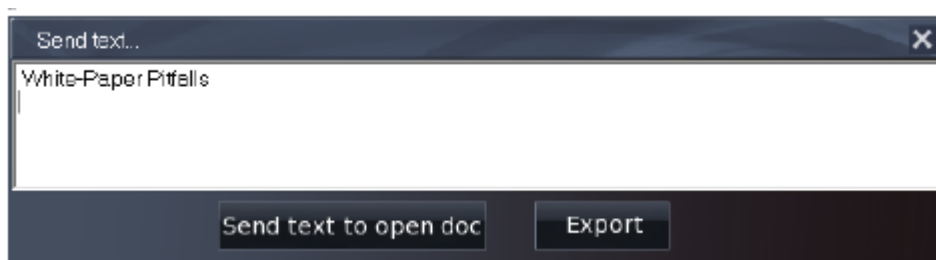 Send text...
White-Paper Pitfalls
Send text to open doc
Export